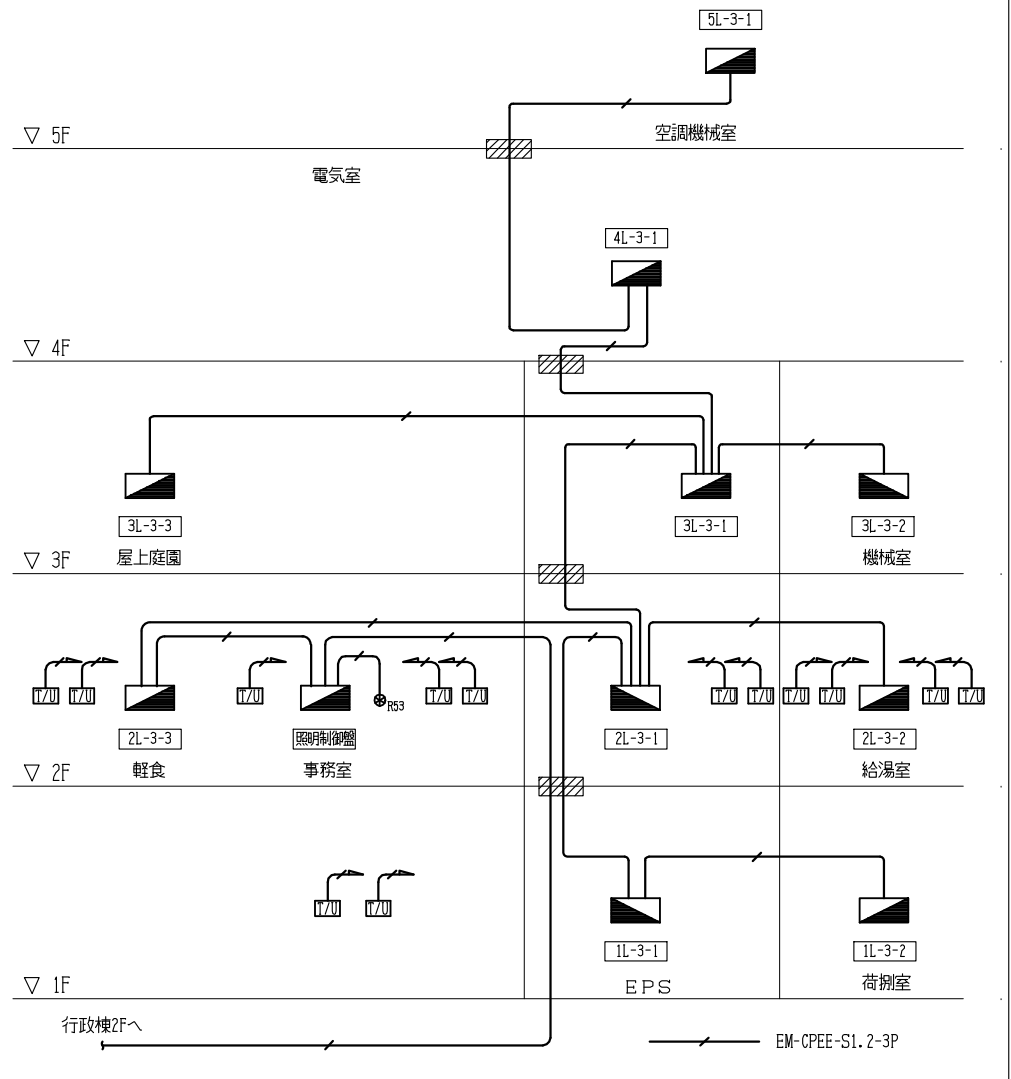 5L-3-1
▽ 5F
空調機械室
電気室
4L-3-1
▽ 4F
3L-3-3
3L-3-1
3L-3-2
▽ 3F
屋上庭園
機械室
T/U
T/U
T/U
R53
T/U
T/U
T/U
T/U
T/U
T/U
T/U
T/U
2L-3-3
照明制御盤
2L-3-1
2L-3-2
▽ 2F
軽食
事務室
給湯室
T/U
T/U
1L-3-1
1L-3-2
▽ 1F
EPS
荷捌室
行政棟2Fへ
EM-CPEE-S1.2-3P